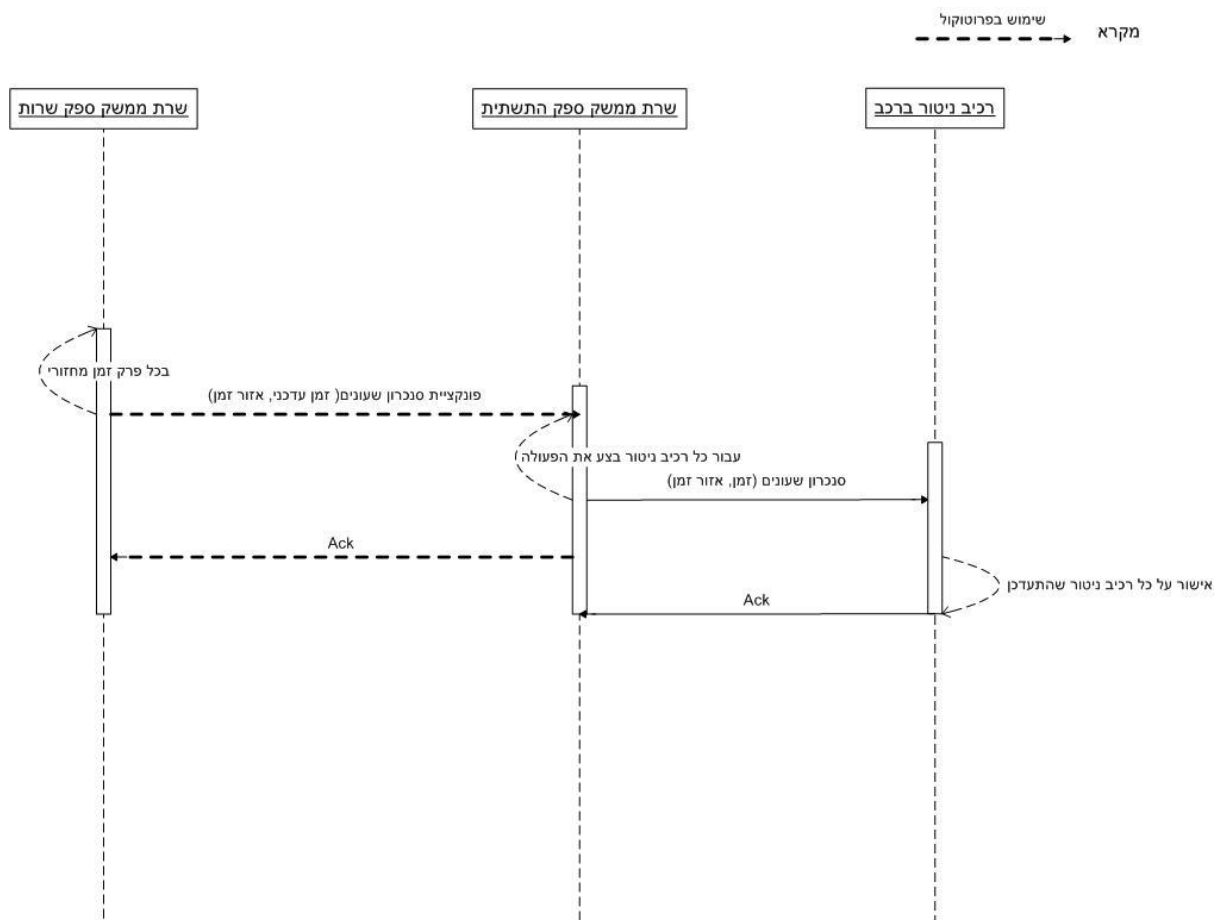 שימוש בפרוטוקול
מקרא
רכיב ניטור ברכב
שרת ממשק ספק התשתית
שרת ממשק ספק שרות
בכל פרק זמן מחזורי
פונקציית סנכרון שעונים( זמן עדכני, אזור זמן)
עבור כל רכיב ניטור בצע את הפעולה
סנכרון שעונים (זמן, אזור זמן)
Ack
אישור על כל רכיב ניטור שהתעדכן
Ack